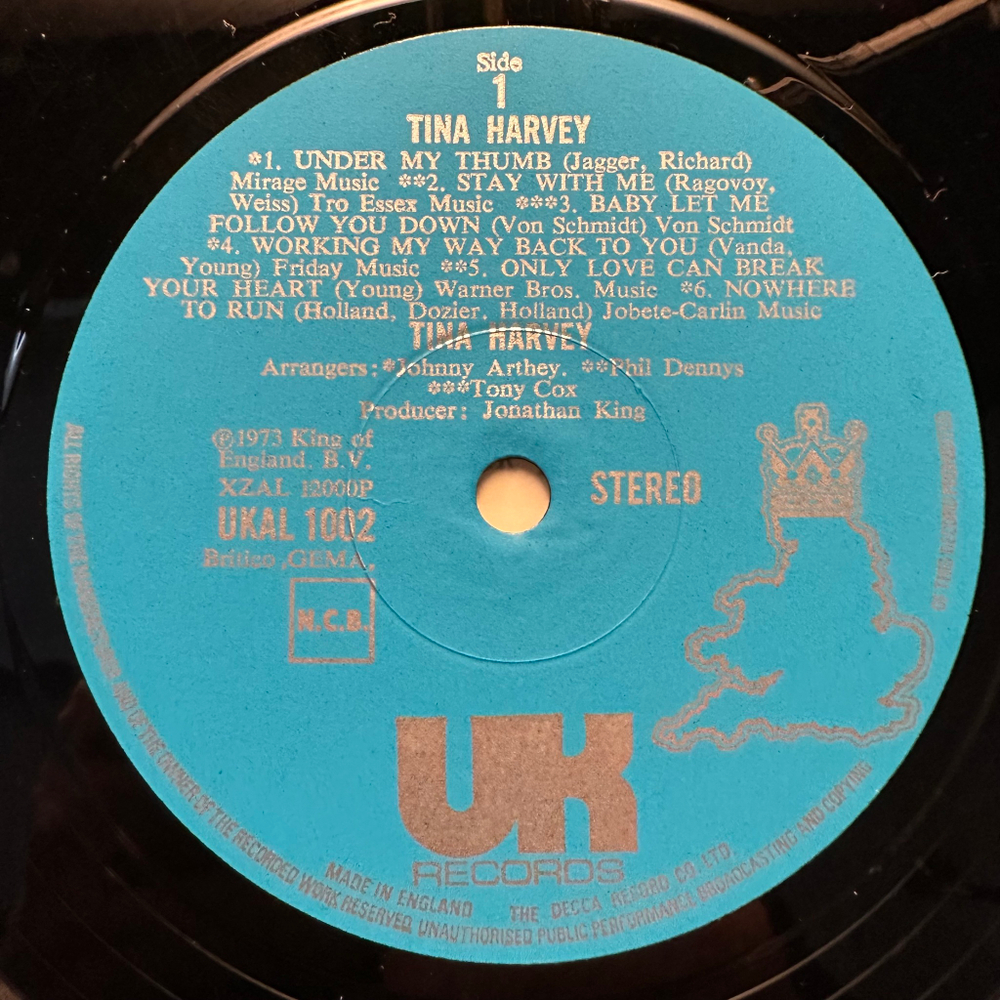 Side
1
TINA HARVEY
*1. UNDER MY THUMB (Jagger, Richard)
Mirage Music **2. STAY WITH ME (Ragovoy,
Weiss) Tro Essex Music ***3. BABY LET ME
FOLLOW YOU DOWN (Von Schmidt) Von Schmidt
*4. WORKING MY WAY BACK TO YOU (Vanda,
Young) Friday Music **5. ONLY LOVE CAN BREAK
YOUR HEART (Young) Warner Bros. Music *6. NOWHERE
TO RUN (Holland, Dozier, Holland) Jobete-Carlin Music
TINA HARVEY
Arrangers: *Johnny Arthey. **Phil Dennys
***Tony Cox
Producer: Jonathan King
℗1973 King of
England. B.V.
XZAL 12000P
UKAL 1002
Britico ,GEMA,
N.C.B.
STEREO
UK
RECORDS
MADE IN ENGLAND THE DECCA RECORD CO. LTD.
ALL RIGHTS OF THE AND OF THE OWNER OF THE RECORDED WORK RESERVED UNAUTHORISED PUBLIC PERFORMANCE BROADCASTING AND COPYING